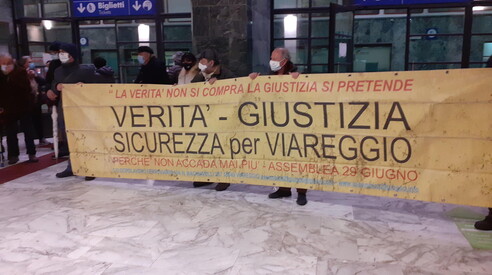 Biglietti
LA VERITA' NON SI COMPRA LA GIUSTIZIA SI PRETENDE
VERITA' - GIUSTIZIA
SICUREZZA per VIAREGGIO
PERCHE' NON ACCADA MAI PIU' ASSEMBLEA 29 GIUGNO